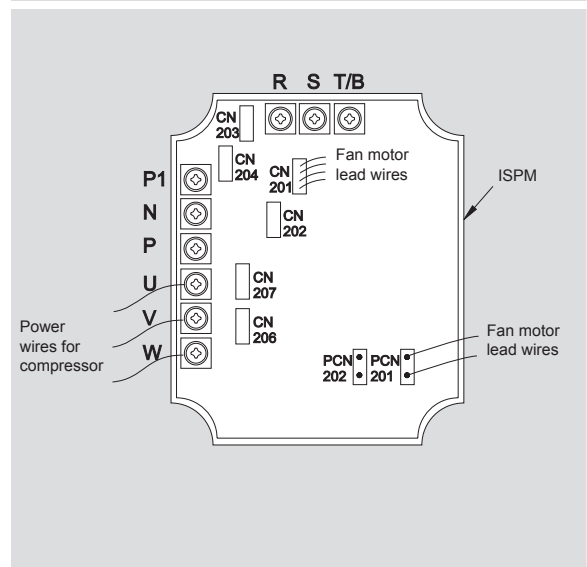 R S T/B
CN
203
CN
204
CN
201
Fan motor
lead wires
ISPM
P1
N
P
U
V
W
CN
202
CN
207
CN
206
Power
wires for
compressor
PCN
202
PCN
201
Fan motor
lead wires